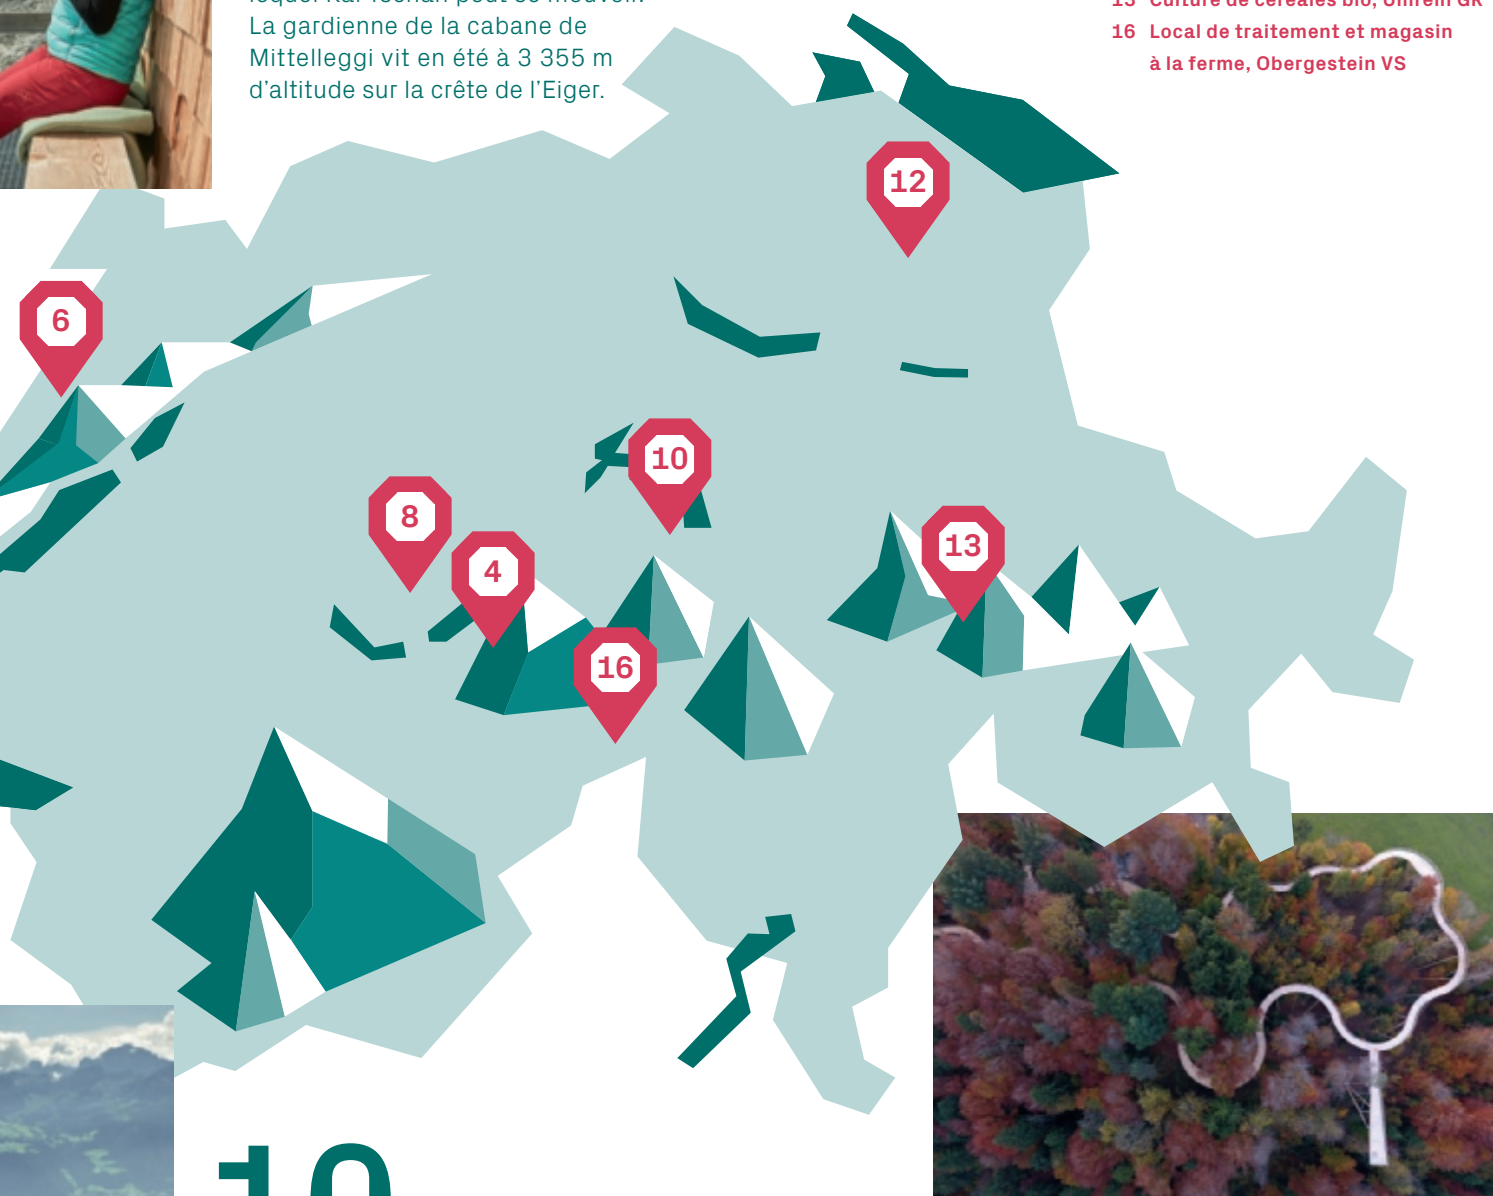 La gardienne de la cabane de
Mittelleggi vit en été à 3 355 m
d’altitude sur la crête de l’Eiger.
16 Local de traitement et magasin
à la ferme, Obergestein VS
12
6
10
8
13
4
16